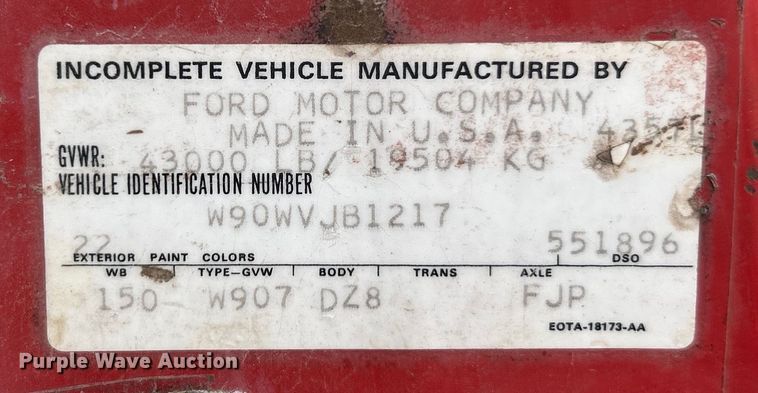 INCOMPLETE VEHICLE MANUFACTURED BY
FORD MOTOR COMPANY
MADE IN U.S.A.
GVWR: 43000 LB/ 19504 KG
VEHICLE IDENTIFICATION NUMBER
W90WVJB1217
22 551896
EXTERIOR PAINT COLORS DSO
WB TYPE-GVW BODY TRANS AXLE
150 W907 DZ8 FJP
EOTA-18173-AA
Purple Wave Auction